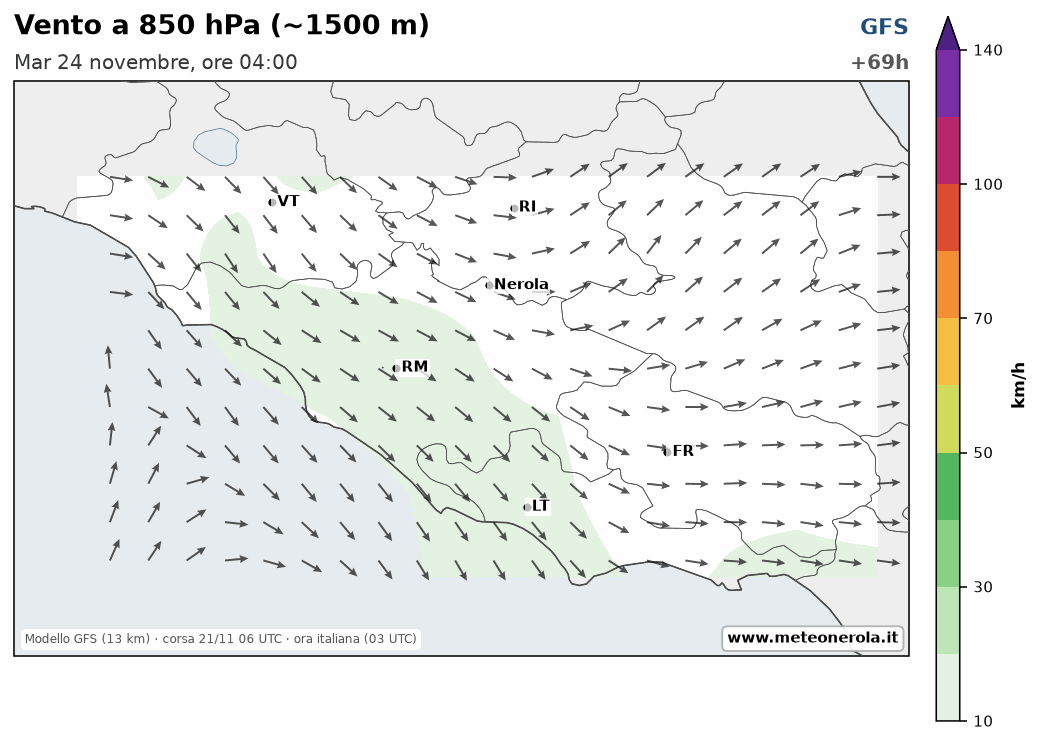 Vento a 850 hPa (~1500 m)
GFS
Mar 24 novembre, ore 04:00
+69h
VT
RI
Nerola
RM
FR
LT
140
100
70
50
30
10
km/h
Modello GFS (13 km) · corsa 21/11 06 UTC · ora italiana (03 UTC)
www.meteonerola.it